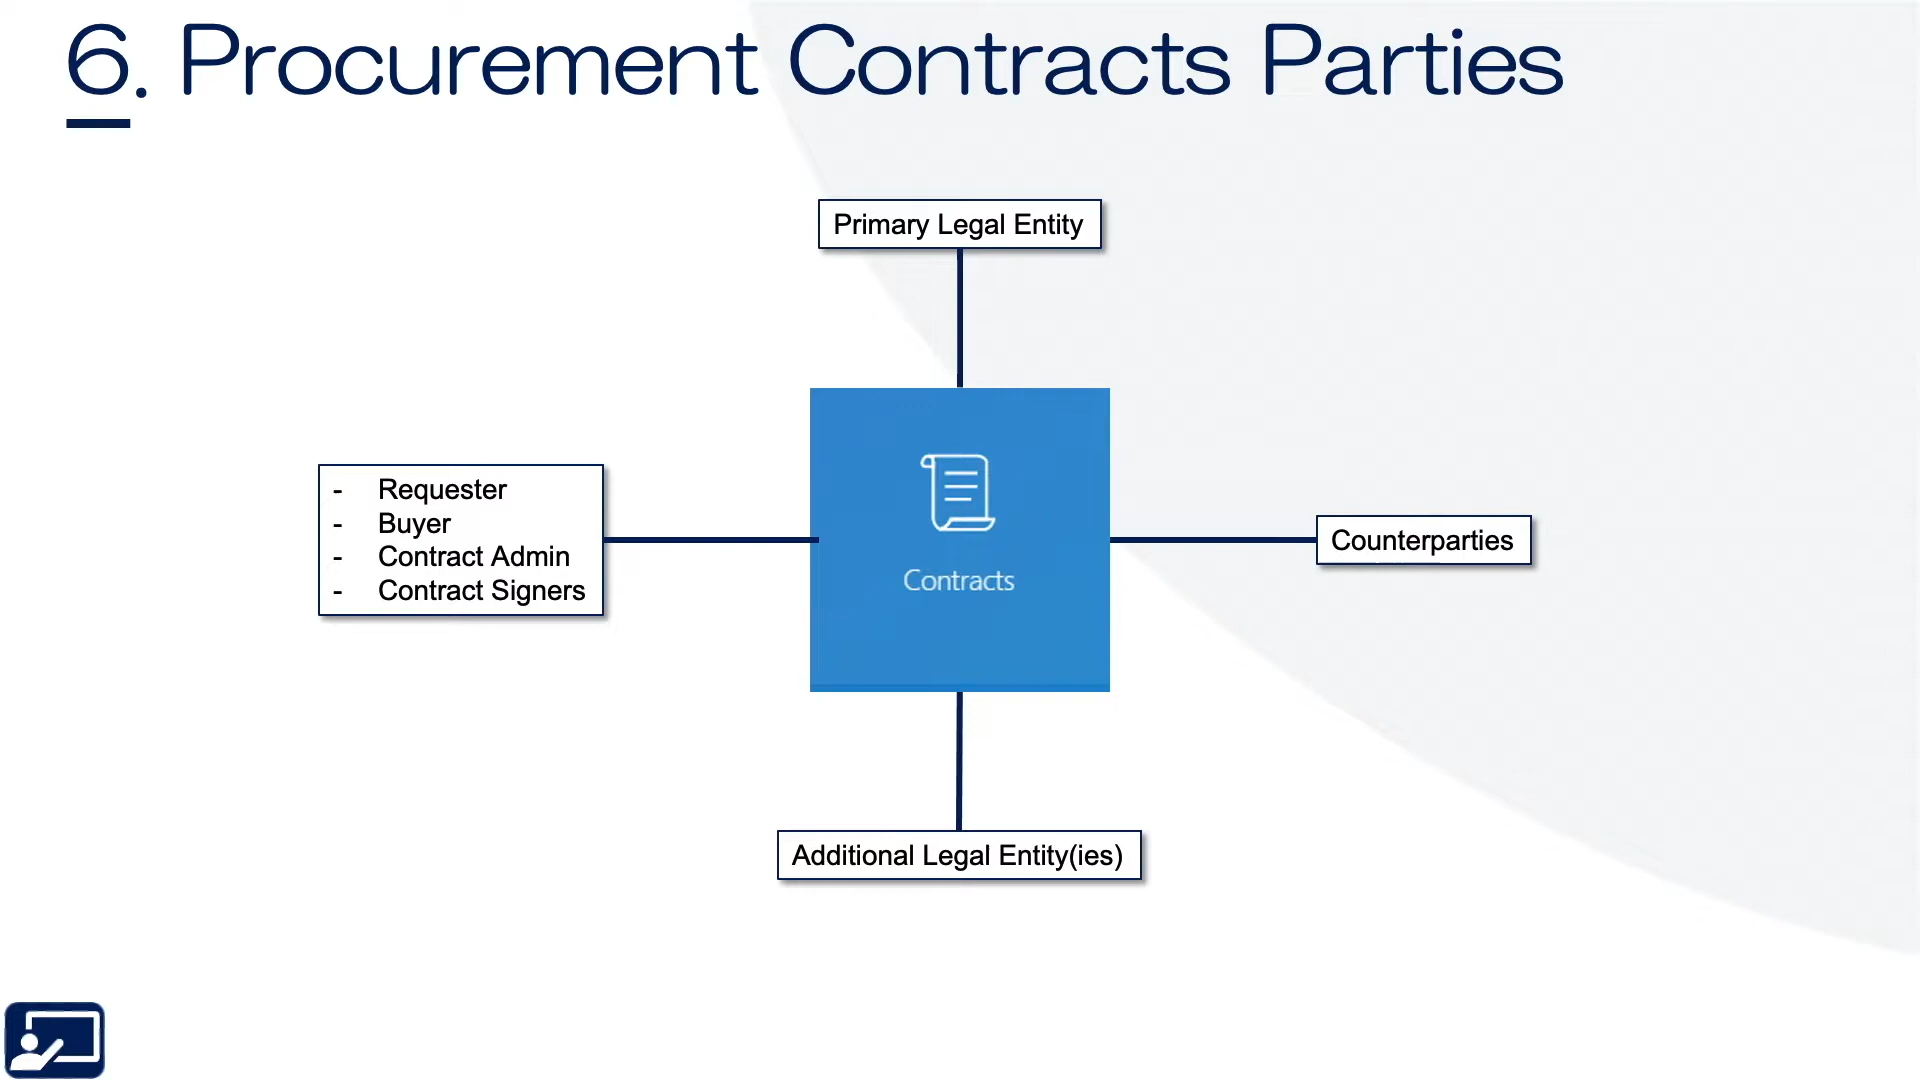 6. Procurement Contracts Parties
Primary Legal Entity
- Requester
- Buyer
- Contract Admin
- Contract Signers
Contracts
Counterparties
Additional Legal Entity(ies)